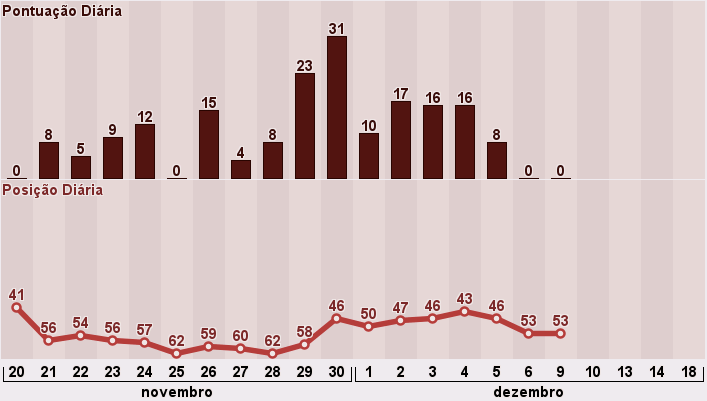 Pontuação Diária
0 8 5 9 12 0 15 4 8 23 31 10 17 16 16 8 0 0
Posição Diária
41 56 54 56 57 62 59 60 62 58 46 50 47 46 43 46 53 53
20 21 22 23 24 25 26 27 28 29 30 1 2 3 4 5 6 9 10 13 14 18
novembro dezembro